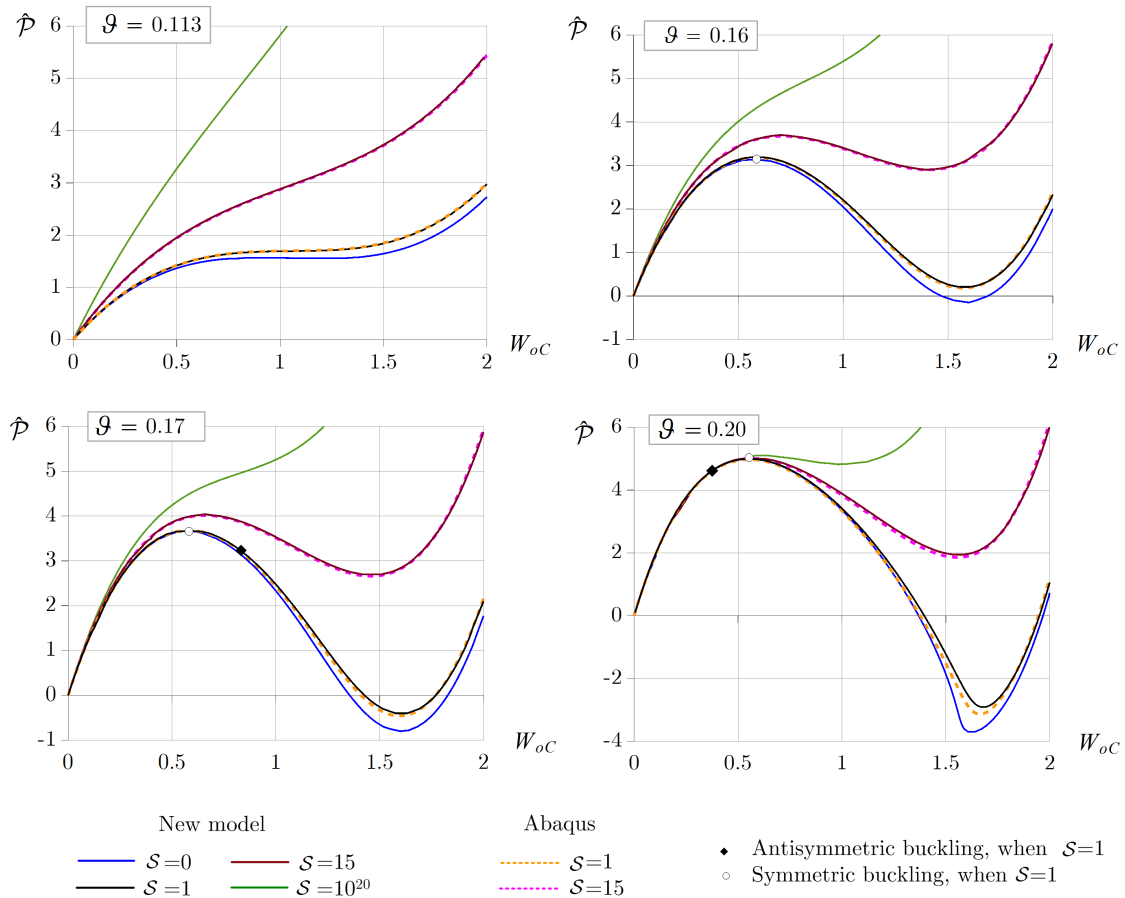 𝒫̂ 6 ϑ = 0.113
5
4
3
2
1
0
0 0.5 1 1.5 2 W_oC
𝒫̂ 6 ϑ = 0.16
5
4
3
2
1
0
-1
0 0.5 1 1.5 2 W_oC
𝒫̂ 6 ϑ = 0.17
5
4
3
2
1
0
-1
0 0.5 1 1.5 2 W_oC
𝒫̂ 6 ϑ = 0.20
4
2
0
-2
-4
0 0.5 1 1.5 2 W_oC
New model
𝒮=0 𝒮=15
𝒮=1 𝒮=10²⁰
Abaqus
𝒮=1
𝒮=15
Antisymmetric buckling, when 𝒮=1
Symmetric buckling, when 𝒮=1